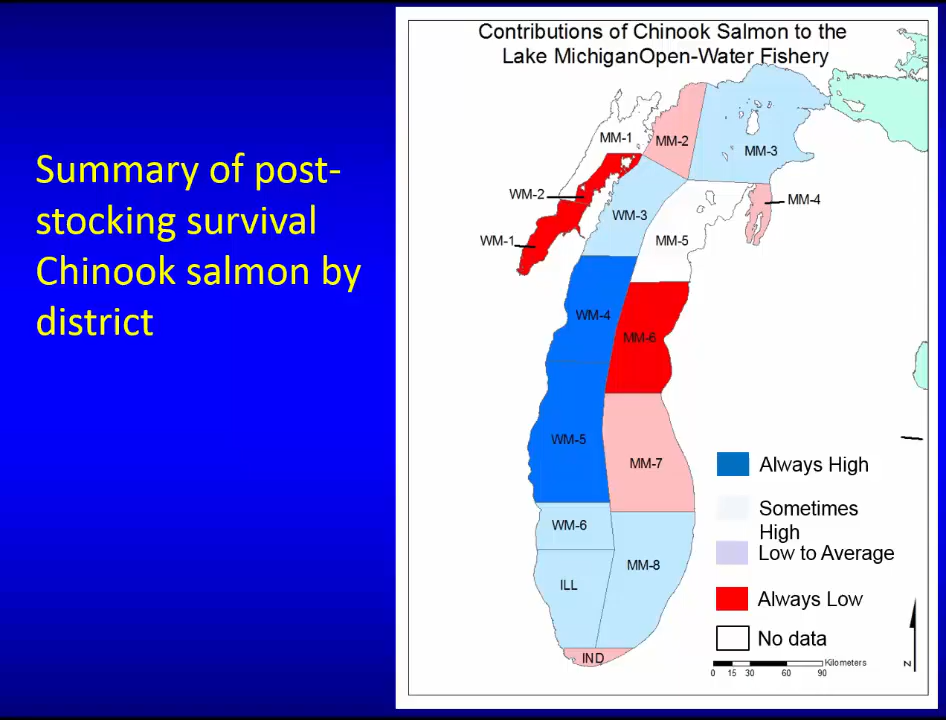 Summary of post-
stocking survival
Chinook salmon by
district
Contributions of Chinook Salmon to the
Lake MichiganOpen-Water Fishery
MM-1
MM-2
MM-3
WM-2
MM-4
WM-3
WM-1
MM-5
WM-4
MM-6
WM-5
MM-7
WM-6
MM-8
ILL
IND
Always High
Sometimes
High
Low to Average
Always Low
No data
Kilometers
0 15 30 60 90
N